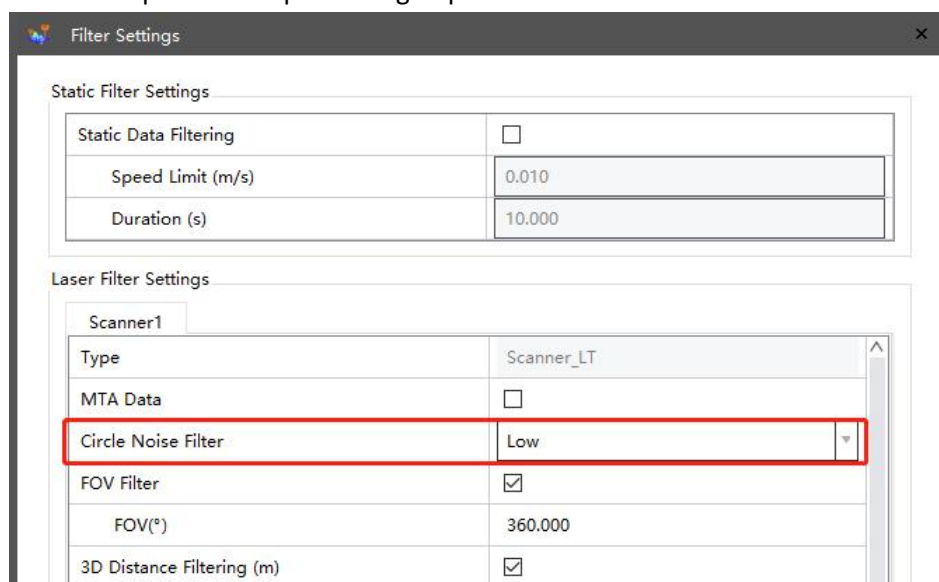 Filter Settings
Static Filter Settings
Static Data Filtering
Speed Limit (m/s) 0.010
Duration (s) 10.000
Laser Filter Settings
Scanner1
Type Scanner_LT
MTA Data
Circle Noise Filter Low
FOV Filter
FOV(°) 360.000
3D Distance Filtering (m)